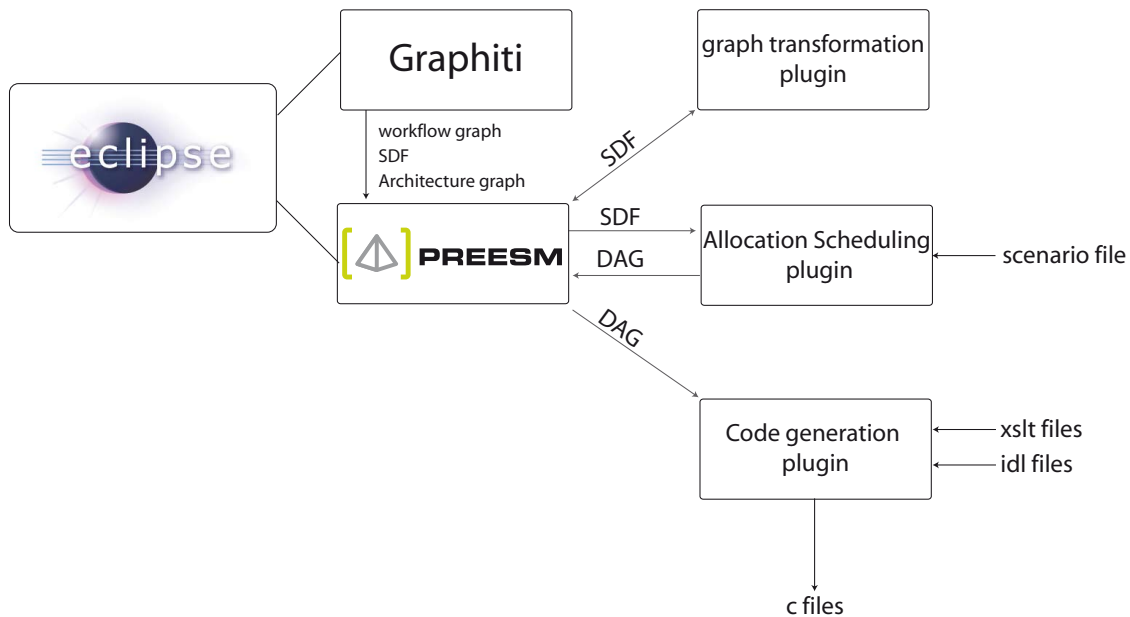 Graphiti
graph transformation
plugin
eclipse
workflow graph
SDF
Architecture graph
SDF
PREESM
SDF
DAG
Allocation Scheduling
plugin
scenario file
DAG
Code generation
plugin
xslt files
idl files
c files